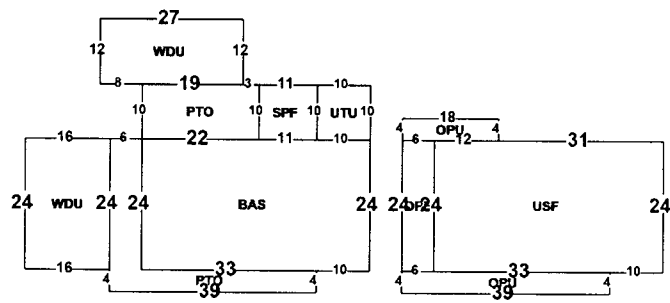 27
12 WDU 12
8 19 3 11 10
10 PTO 10 SPF 10 UTU 10
18
4 OPU 4
16 6 22 11 10 6 12 31
24 WDU 24 24 BAS 24 24 24 USF 24
16 33 10 6 33 10
4 PTO 4 4 OPU 4
39 39